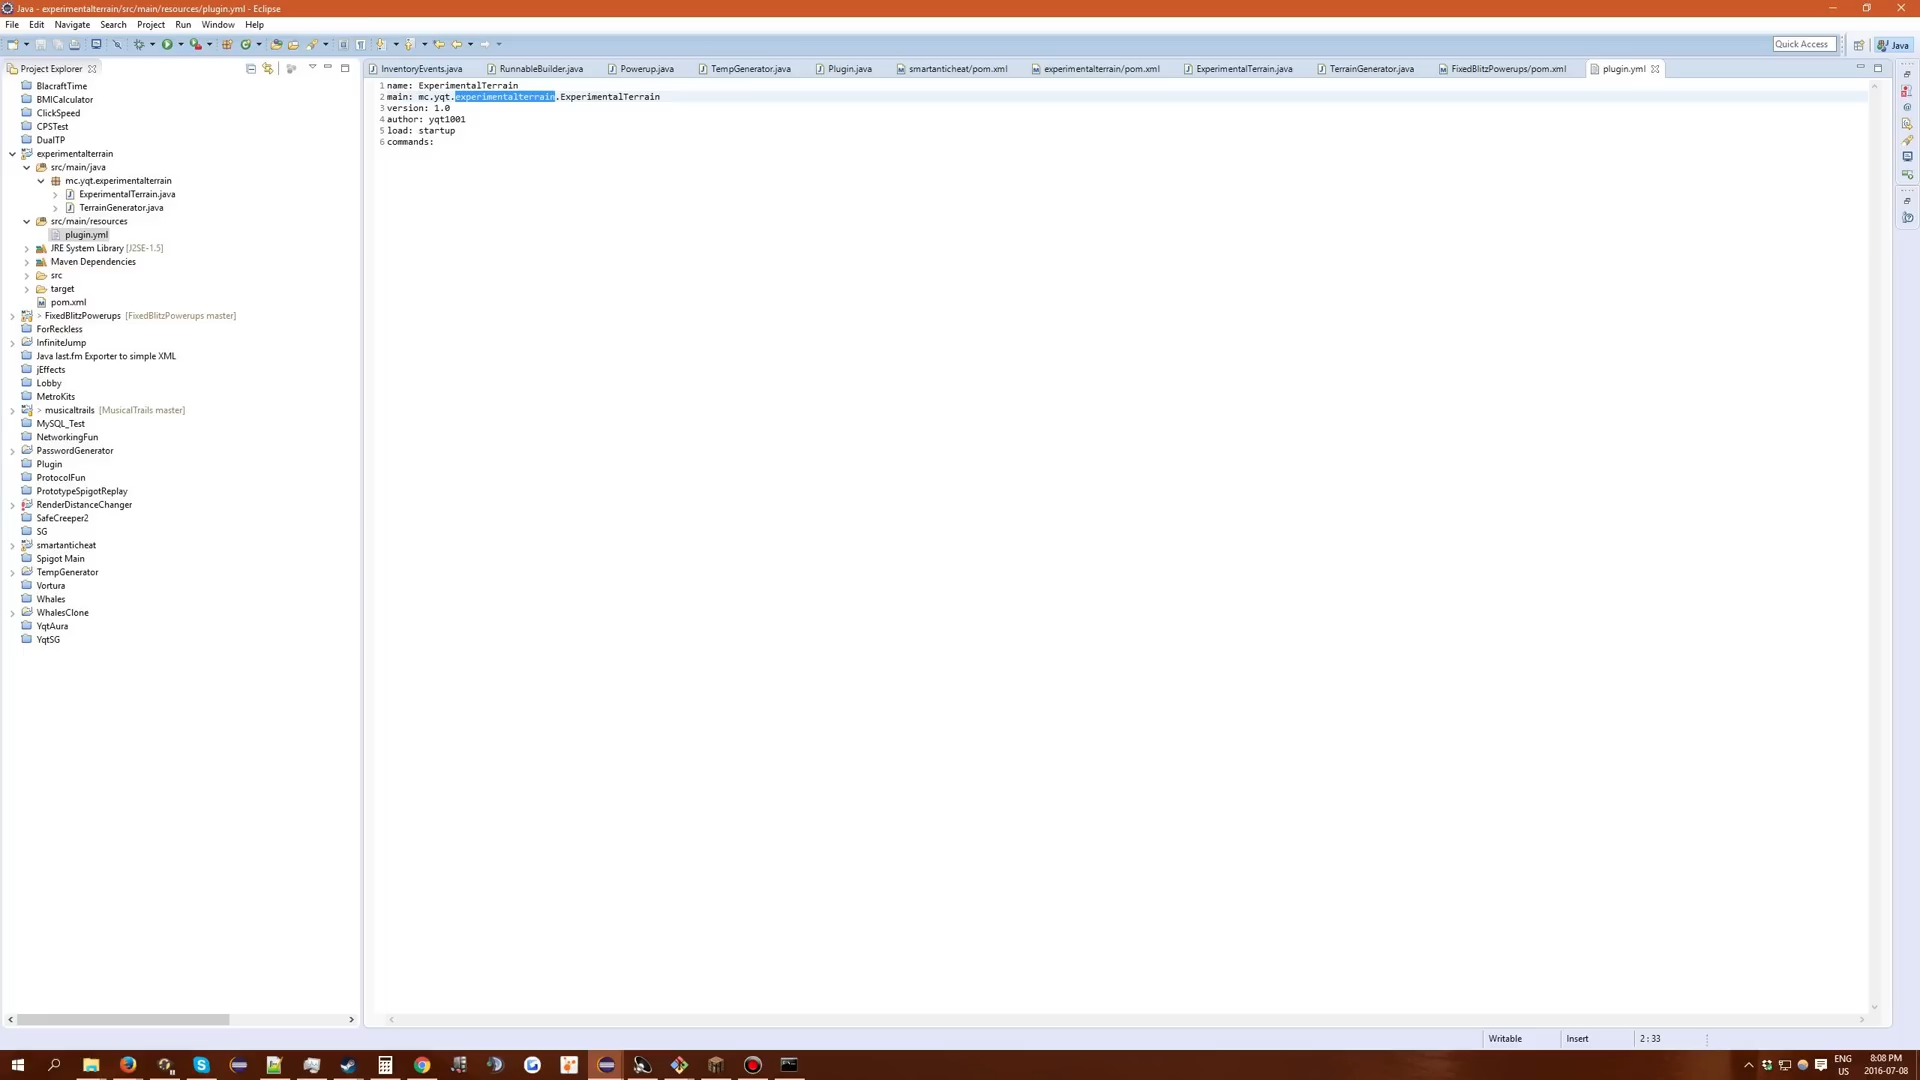 Java - experimentalterrain/src/main/resources/plugin.yml - Eclipse
File Edit Navigate Search Project Run Window Help
Quick Access
Java
Project Explorer
InventoryEvents.java RunnableBuilder.java Powerup.java TempGenerator.java Plugin.java smartanticheat/pom.xml experimentalterrain/pom.xml ExperimentalTerrain.java TerrainGenerator.java FixedBlitzPowerups/pom.xml plugin.yml
BlacraftTime
BMICalculator
ClickSpeed
CPSTest
DualTP
experimentalterrain
src/main/java
mc.yqt.experimentalterrain
ExperimentalTerrain.java
TerrainGenerator.java
src/main/resources
plugin.yml
JRE System Library [J2SE-1.5]
Maven Dependencies
src
target
pom.xml
> FixedBlitzPowerups [FixedBlitzPowerups master]
ForReckless
InfiniteJump
Java last.fm Exporter to simple XML
jEffects
Lobby
MetroKits
> musicaltrails [MusicalTrails master]
MySQL_Test
NetworkingFun
PasswordGenerator
Plugin
ProtocolFun
PrototypeSpigotReplay
RenderDistanceChanger
SafeCreeper2
SG
smartanticheat
Spigot Main
TempGenerator
Vortura
Whales
WhalesClone
YqtAura
YqtSG
1 name: ExperimentalTerrain
2 main: mc.yqt.experimentalterrain.ExperimentalTerrain
3 version: 1.0
4 author: yqt1001
5 load: startup
6 commands:
Writable Insert 2 : 33
ENG
US
8:08 PM
2016-07-08